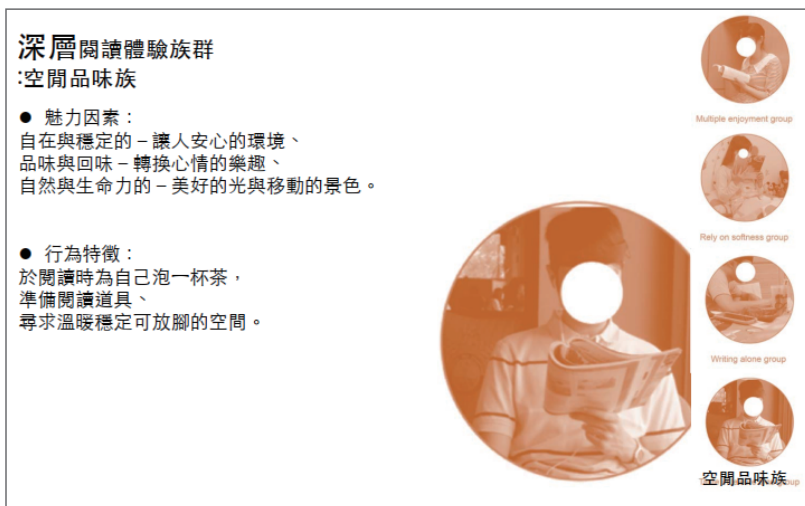 深層閱讀體驗族群
:空閒品味族
● 魅力因素：
自在與穩定的 – 讓人安心的環境、
品味與回味 – 轉換心情的樂趣、
自然與生命力的 – 美好的光與移動的景色。
● 行為特徵：
於閱讀時為自己泡一杯茶，
準備閱讀道具、
尋求溫暖穩定可放腳的空間。
Multiple enjoyment group
Rely on softness group
Writing alone group
空閒品味族
group